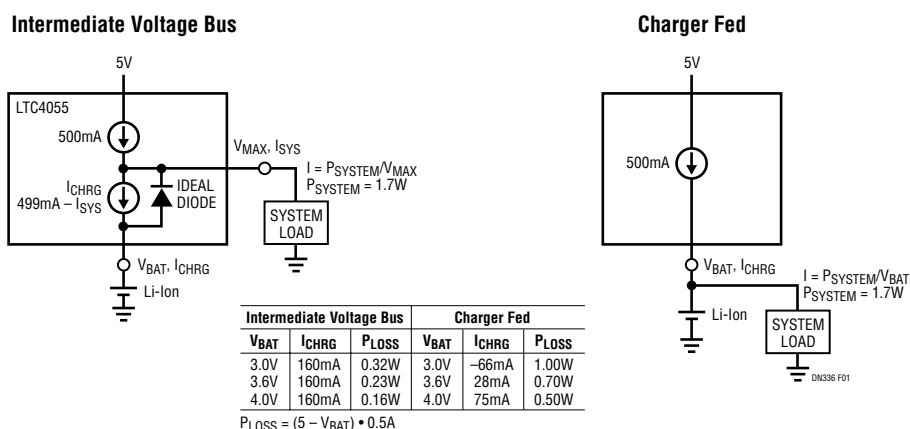 Intermediate Voltage Bus
5V
LTC4055
500mA
VMAX, ISYS
I = PSYSTEM/VMAX
PSYSTEM = 1.7W
ICHRG
499mA – ISYS
IDEAL
DIODE
SYSTEM
LOAD
VBAT, ICHRG
Li-Ion
Charger Fed
5V
500mA
VBAT, ICHRG
I = PSYSTEM/VBAT
PSYSTEM = 1.7W
Li-Ion
SYSTEM
LOAD
DN336 F01
Intermediate Voltage Bus Charger Fed
VBAT ICHRG PLOSS VBAT ICHRG PLOSS
3.0V 160mA 0.32W 3.0V –66mA 1.00W
3.6V 160mA 0.23W 3.6V 28mA 0.70W
4.0V 160mA 0.16W 4.0V 75mA 0.50W
PLOSS = (5 – VBAT) • 0.5A